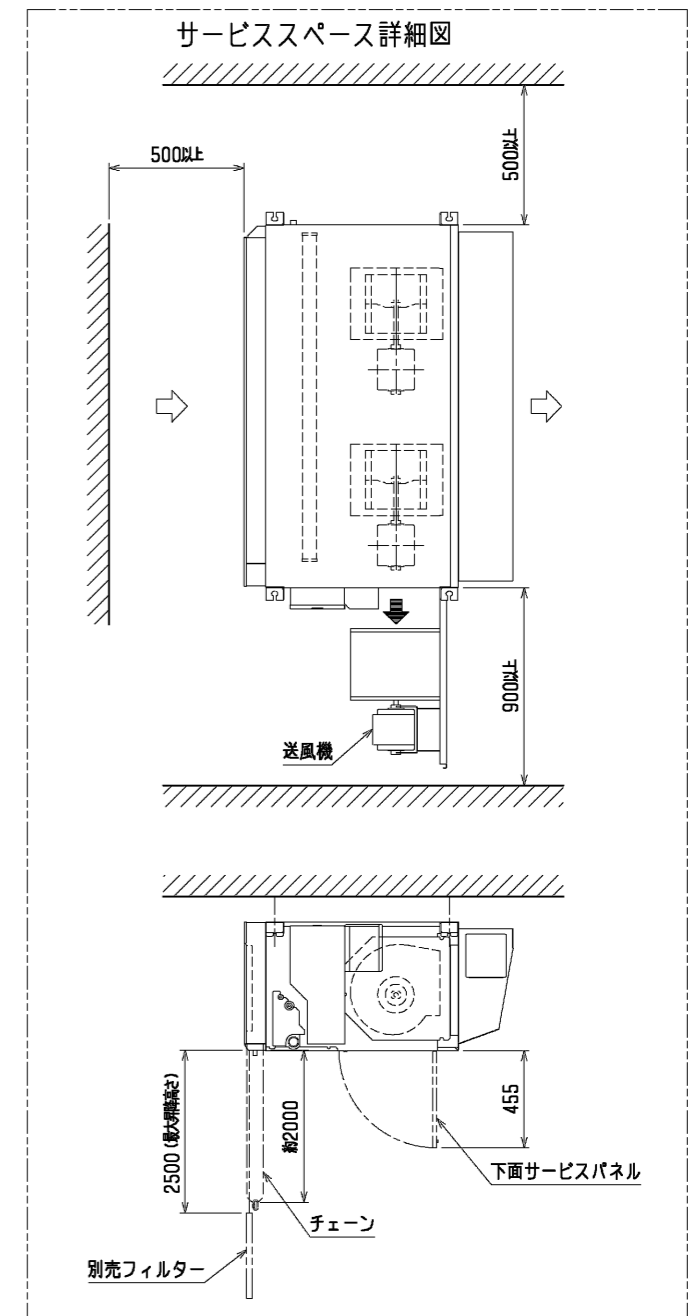 サービススペース詳細図
500以上
500以上
900以上
送風機
2500(最大昇降高さ)
約2000
455
下面サービスパネル
チェーン
別売フィルター